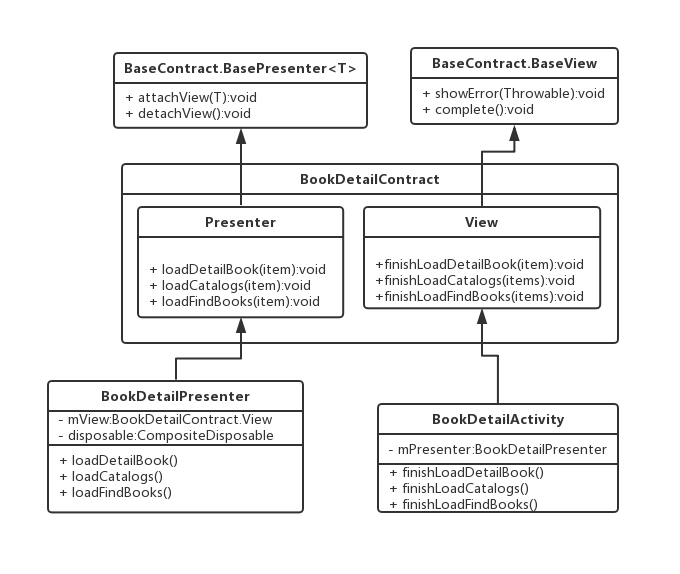 BaseContract.BasePresenter<T>
+ attachView(T):void
+ detachView():void
BaseContract.BaseView
+ showError(Throwable):void
+ complete():void
BookDetailContract
Presenter
+ loadDetailBook(item):void
+ loadCatalogs(item):void
+ loadFindBooks(item):void
View
+finishLoadDetailBook(item):void
+finishLoadCatalogs(items):void
+finishLoadFindBooks(items):void
BookDetailPresenter
- mView:BookDetailContract.View
- disposable:CompositeDisposable
+ loadDetailBook()
+ loadCatalogs()
+ loadFindBooks()
BookDetailActivity
- mPresenter:BookDetailPresenter
+ finishLoadDetailBook()
+ finishLoadCatalogs()
+ finishLoadFindBooks()